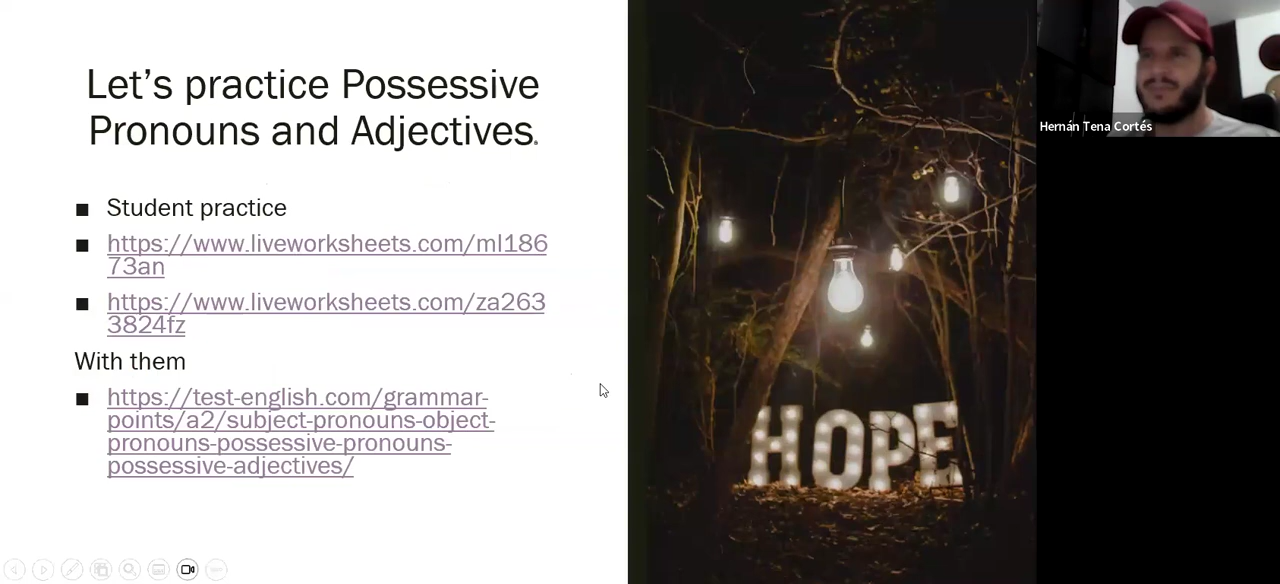 Let's practice Possessive
Pronouns and Adjectives.
■ Student practice
■ https://www.liveworksheets.com/ml186
73an
■ https://www.liveworksheets.com/za263
3824fz
With them
■ https://test-english.com/grammar-
points/a2/subject-pronouns-object-
pronouns-possessive-pronouns-
possessive-adjectives/
HOPE
Hernán Tena Cortés